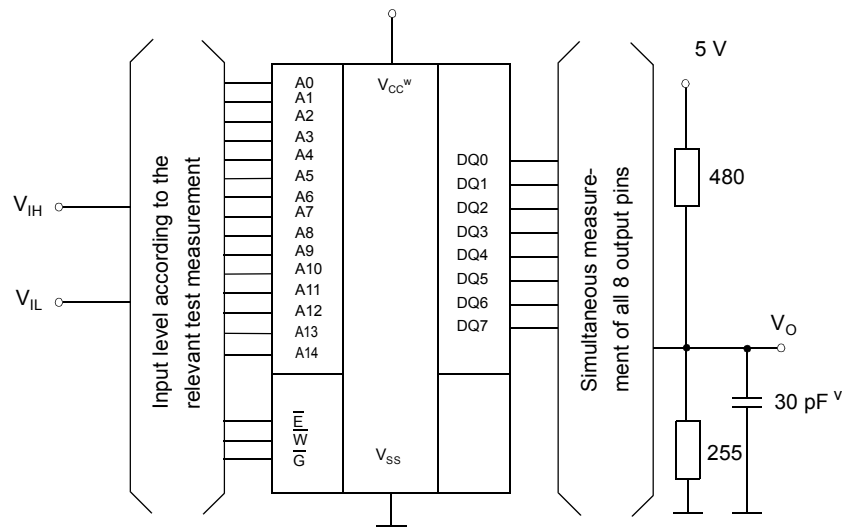 V_IH
V_IL
Input level according to the
relevant test measurement
A0
A1
A2
A3
A4
A5
A6
A7
A8
A9
A10
A11
A12
A13
A14
E̅
W̅
G̅
V_CC^w
V_SS
DQ0
DQ1
DQ2
DQ3
DQ4
DQ5
DQ6
DQ7
Simultaneous measure-
ment of all 8 output pins
5 V
480
V_O
30 pF ^v
255